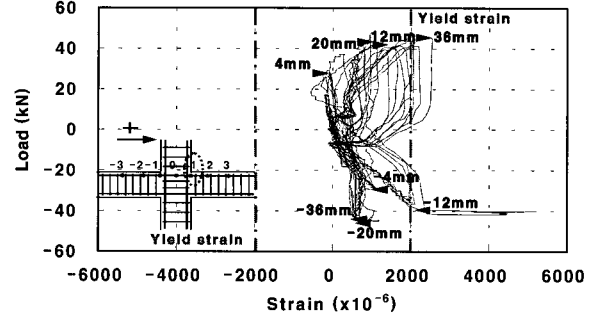 60
Yield strain
20mm 12mm 36mm
40
4mm
20
Load (kN)
+
0
-3 -2 -1 0 2 3
-20
-4mm
-36mm
-12mm
-40
Yield strain
-20mm
-60
-6000 -4000 -2000 0 2000 4000 6000
Strain (x10⁻⁶)